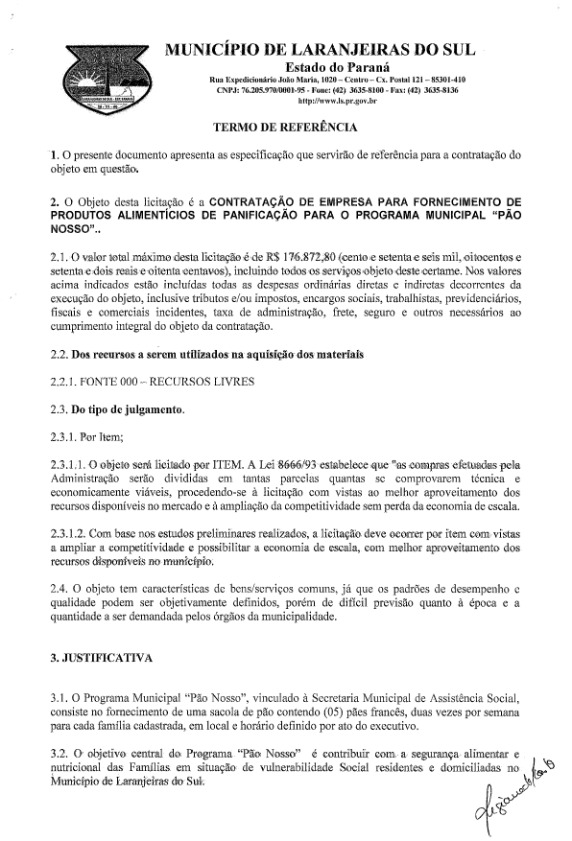 MUNICÍPIO DE LARANJEIRAS DO SUL
Estado do Paraná
Rua Expedicionário João Maria, 1020 – Centro – Cx. Postal 121 – 85301-410
CNPJ: 76.205.970/0001-95 - Fone: (42) 3635-8100 - Fax: (42) 3635-8136
http://www.ls.pr.gov.br
TERMO DE REFERÊNCIA
1. O presente documento apresenta as especificação que servirão de referência para a contratação do
objeto em questão.
2. O Objeto desta licitação é a CONTRATAÇÃO DE EMPRESA PARA FORNECIMENTO DE
PRODUTOS ALIMENTÍCIOS DE PANIFICAÇÃO PARA O PROGRAMA MUNICIPAL “PÃO
NOSSO”..
2.1. O valor total máximo desta licitação é de R$ 176.872,80 (cento e setenta e seis mil, oitocentos e
setenta e dois reais e oitenta centavos), incluindo todos os serviços objeto deste certame. Nos valores
acima indicados estão incluídas todas as despesas ordinárias diretas e indiretas decorrentes da
execução do objeto, inclusive tributos e/ou impostos, encargos sociais, trabalhistas, previdenciários,
fiscais e comerciais incidentes, taxa de administração, frete, seguro e outros necessários ao
cumprimento integral do objeto da contratação.
2.2. Dos recursos a serem utilizados na aquisição dos materiais
2.2.1. FONTE 000 – RECURSOS LIVRES
2.3. Do tipo de julgamento.
2.3.1. Por Item;
2.3.1.1. O objeto será licitado por ITEM. A Lei 8666/93 estabelece que "as compras efetuadas pela
Administração serão divididas em tantas parcelas quantas se comprovarem técnica e
economicamente viáveis, procedendo-se à licitação com vistas ao melhor aproveitamento dos
recursos disponíveis no mercado e à ampliação da competitividade sem perda da economia de escala.
2.3.1.2. Com base nos estudos preliminares realizados, a licitação deve ocorrer por item com vistas
a ampliar a competitividade e possibilitar a economia de escala, com melhor aproveitamento dos
recursos disponíveis no município.
2.4. O objeto tem características de bens/serviços comuns, já que os padrões de desempenho e
qualidade podem ser objetivamente definidos, porém de difícil previsão quanto à época e a
quantidade a ser demandada pelos órgãos da municipalidade.
3. JUSTIFICATIVA
3.1. O Programa Municipal “Pão Nosso”, vinculado à Secretaria Municipal de Assistência Social,
consiste no fornecimento de uma sacola de pão contendo (05) pães francês, duas vezes por semana
para cada família cadastrada, em local e horário definido por ato do executivo.
3.2. O objetivo central do Programa “Pão Nosso” é contribuir com a segurança alimentar e
nutricional das Famílias em situação de vulnerabilidade Social residentes e domiciliadas no
Município de Laranjeiras do Sul.